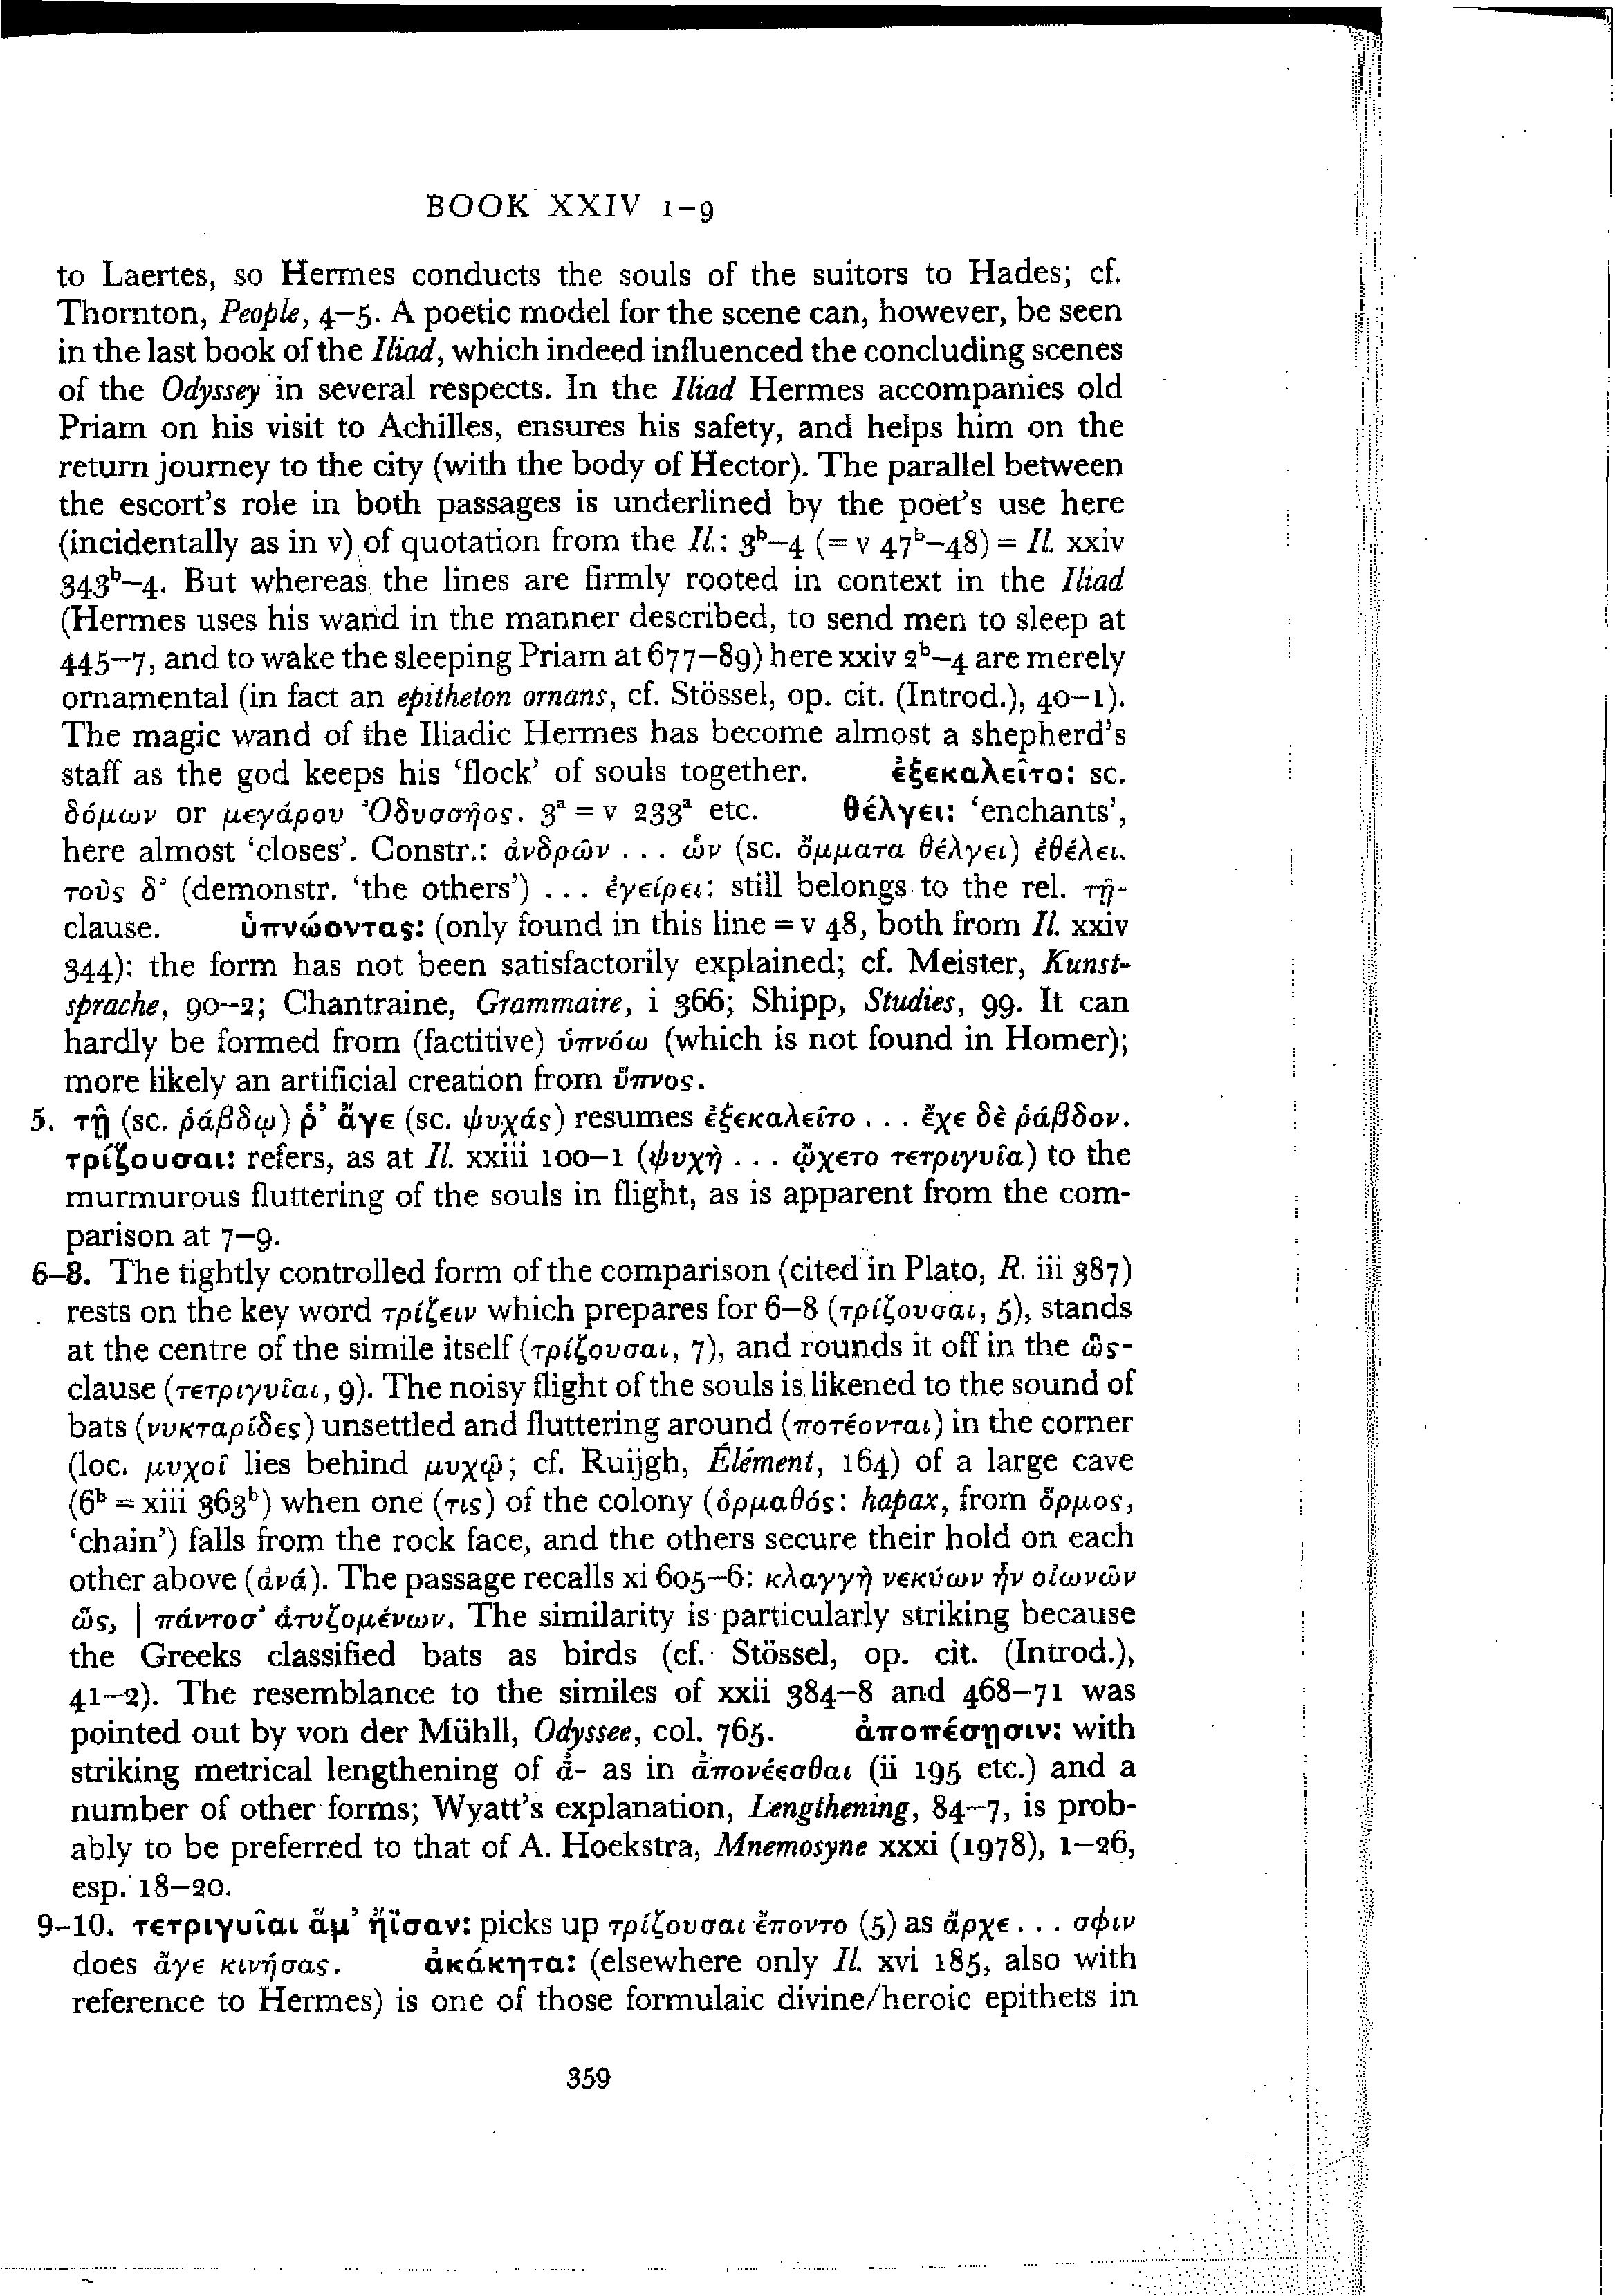 BOOK XXIV 1–9
to Laertes, so Hermes conducts the souls of the suitors to Hades; cf.
Thornton, People, 4–5. A poetic model for the scene can, however, be seen
in the last book of the Iliad, which indeed influenced the concluding scenes
of the Odyssey in several respects. In the Iliad Hermes accompanies old
Priam on his visit to Achilles, ensures his safety, and helps him on the
return journey to the city (with the body of Hector). The parallel between
the escort's role in both passages is underlined by the poet's use here
(incidentally as in v) of quotation from the Il.: 3ᵇ–4 (= v 47ᵇ–48) = Il. xxiv
343ᵇ–4. But whereas the lines are firmly rooted in context in the Iliad
(Hermes uses his wand in the manner described, to send men to sleep at
445–7, and to wake the sleeping Priam at 677–89) here xxiv 2ᵇ–4 are merely
ornamental (in fact an epitheton ornans, cf. Stössel, op. cit. (Introd.), 40–1).
The magic wand of the Iliadic Hermes has become almost a shepherd's
staff as the god keeps his 'flock' of souls together. ἐξεκαλεῖτο: sc.
δόμων or μεγάρου Ὀδυσσῆος. 3ᵃ = v 233ᵃ etc. θέλγει: 'enchants',
here almost 'closes'. Constr.: ἀνδρῶν . . . ὧν (sc. ὄμματα θέλγει) ἐθέλει.
τοὺς δ' (demonstr. 'the others') . . . ἐγείρει: still belongs to the rel. τῇ-
clause. ὑπνώοντας: (only found in this line = v 48, both from Il. xxiv
344): the form has not been satisfactorily explained; cf. Meister, Kunst-
sprache, 90–2; Chantraine, Grammaire, i 366; Shipp, Studies, 99. It can
hardly be formed from (factitive) ὑπνόω (which is not found in Homer);
more likely an artificial creation from ὕπνος.
5. τῇ (sc. ῥάβδῳ) ῥ' ἄγε (sc. ψυχάς) resumes ἐξεκαλεῖτο . . . ἔχε δὲ ῥάβδον.
τρίζουσαι: refers, as at Il. xxiii 100–1 (ψυχὴ . . . ᾤχετο τετριγυῖα) to the
murmurous fluttering of the souls in flight, as is apparent from the com-
parison at 7–9.
6–8. The tightly controlled form of the comparison (cited in Plato, R. iii 387)
rests on the key word τρίζειν which prepares for 6–8 (τρίζουσαι, 5), stands
at the centre of the simile itself (τρίζουσαι, 7), and rounds it off in the ὣς-
clause (τετριγυῖαι, 9). The noisy flight of the souls is likened to the sound of
bats (νυκταρίδες) unsettled and fluttering around (ποτέονται) in the corner
(loc. μυχοῖ lies behind μυχῷ; cf. Ruijgh, Élément, 164) of a large cave
(6ᵇ = xiii 363ᵇ) when one (τις) of the colony (ὁρμαθός: hapax, from ὅρμος,
'chain') falls from the rock face, and the others secure their hold on each
other above (ἀνά). The passage recalls xi 605–6: κλαγγὴ νεκύων ἦν οἰωνῶν
ὥς, | πάντοσ' ἀτυζομένων. The similarity is particularly striking because
the Greeks classified bats as birds (cf. Stössel, op. cit. (Introd.),
41–2). The resemblance to the similes of xxii 384–8 and 468–71 was
pointed out by von der Mühll, Odyssee, col. 765. ἀποπέσησιν: with
striking metrical lengthening of ἀ- as in ἀπονέεσθαι (ii 195 etc.) and a
number of other forms; Wyatt's explanation, Lengthening, 84–7, is prob-
ably to be preferred to that of A. Hoekstra, Mnemosyne xxxi (1978), 1–26,
esp. 18–20.
9–10. τετριγυῖαι ἅμ' ἤϊσαν: picks up τρίζουσαι ἕποντο (5) as ἄρχε . . . σφιν
does ἄγε κινήσας. ἀκάκητα: (elsewhere only Il. xvi 185, also with
reference to Hermes) is one of those formulaic divine/heroic epithets in
359